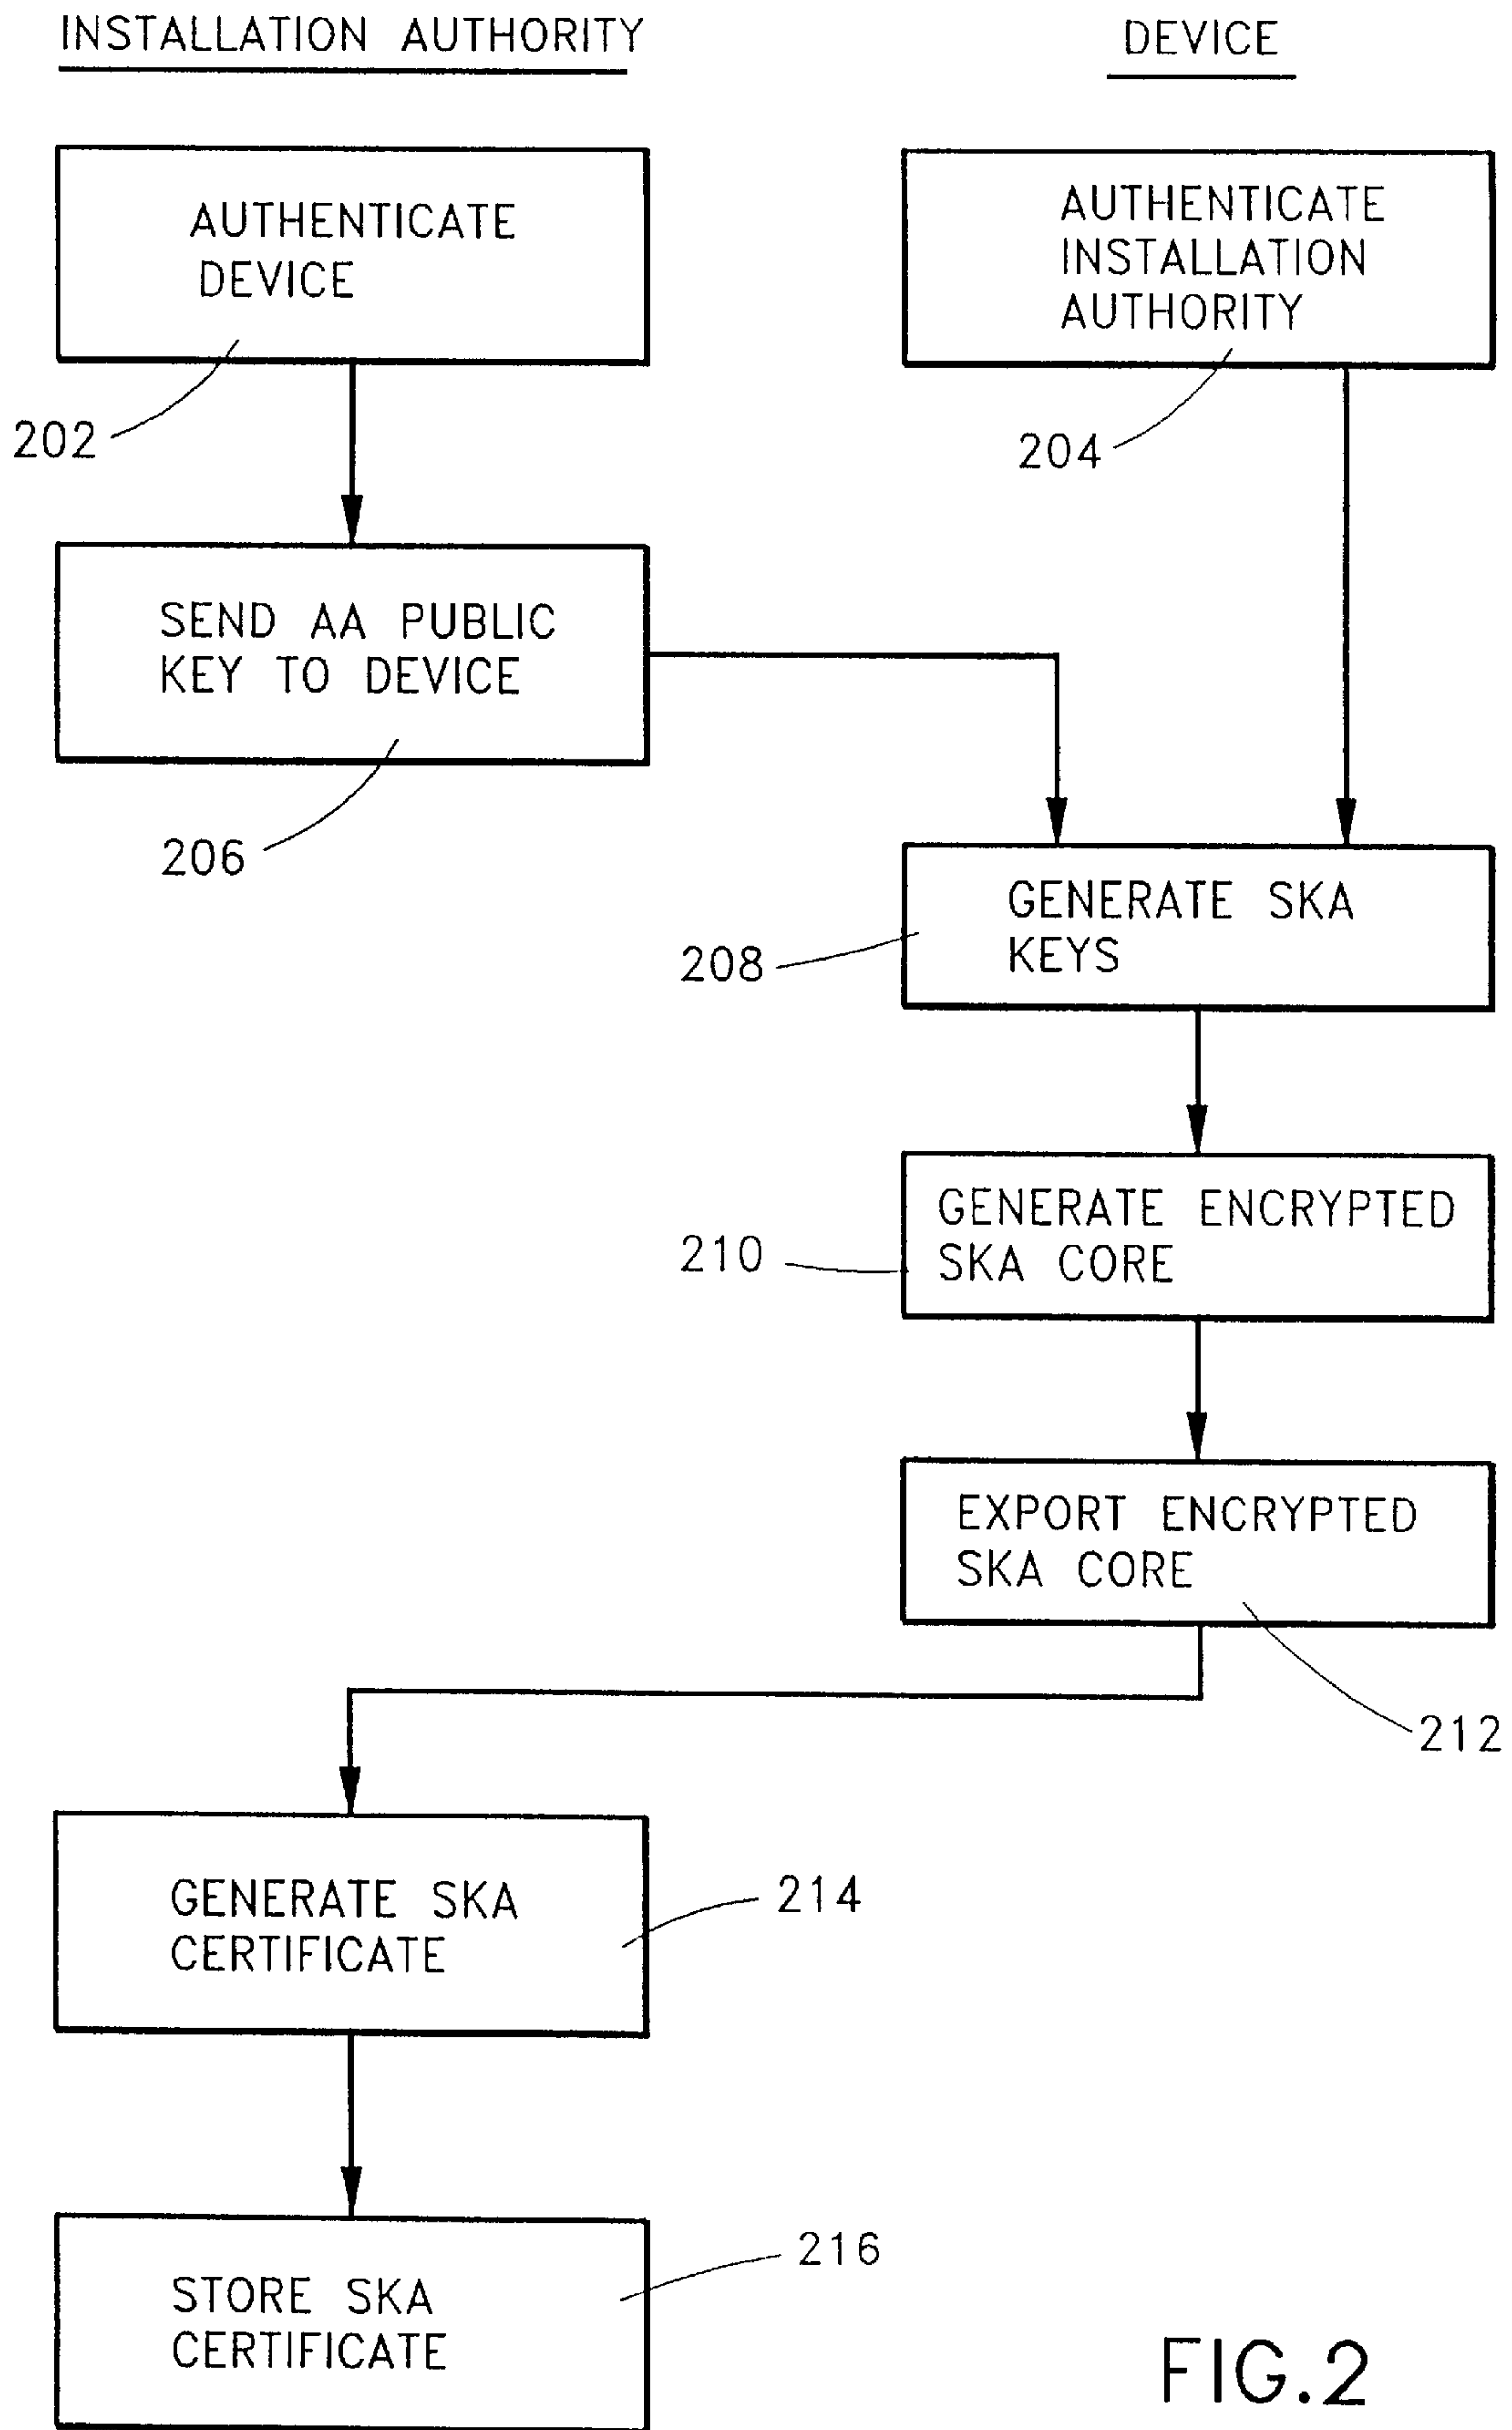 INSTALLATION AUTHORITY
DEVICE
AUTHENTICATE
DEVICE
202
AUTHENTICATE
INSTALLATION
AUTHORITY
204
SEND AA PUBLIC
KEY TO DEVICE
206
GENERATE SKA
KEYS
208
GENERATE ENCRYPTED
SKA CORE
210
EXPORT ENCRYPTED
SKA CORE
212
GENERATE SKA
CERTIFICATE
214
STORE SKA
CERTIFICATE
216
FIG.2